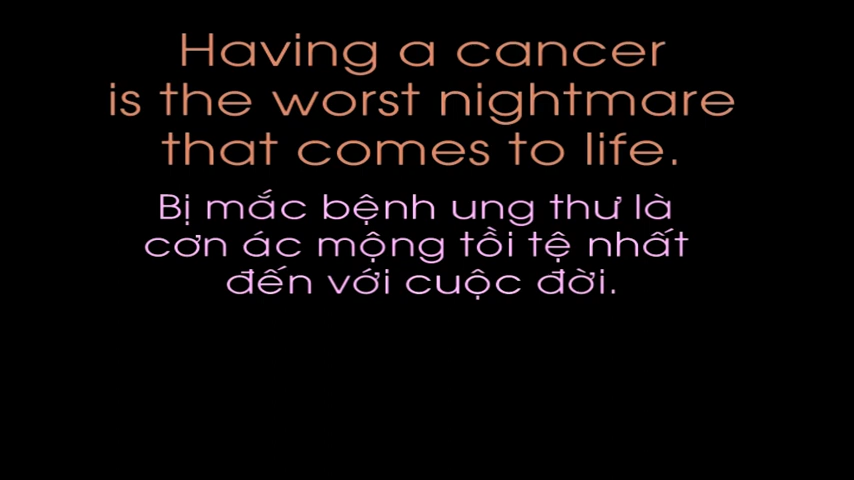 Having a cancer
is the worst nightmare
that comes to life.
Bị mắc bệnh ung thư là
cơn ác mộng tồi tệ nhất
đến với cuộc đời.